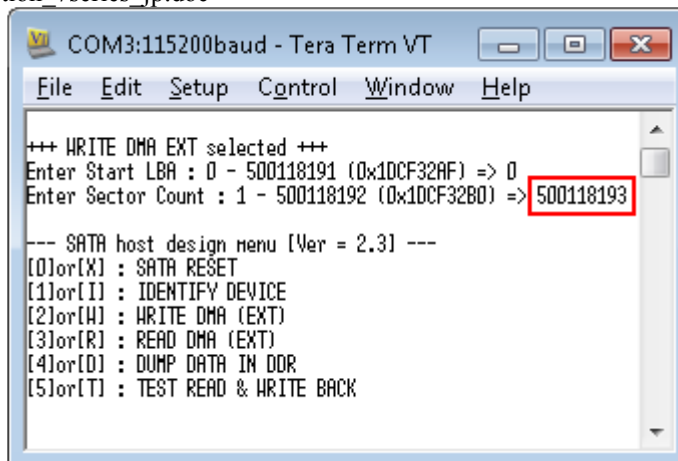 tion_vseries_jp.doc
COM3:115200baud - Tera Term VT
File Edit Setup Control Window Help
+++ WRITE DMA EXT selected +++
Enter Start LBA : 0 - 500118191 (0x1DCF32AF) => 0
Enter Sector Count : 1 - 500118192 (0x1DCF32B0) => 500118193
--- SATA host design menu [Ver = 2.3] ---
[0]or[X] : SATA RESET
[1]or[I] : IDENTIFY DEVICE
[2]or[W] : WRITE DMA (EXT)
[3]or[R] : READ DMA (EXT)
[4]or[D] : DUMP DATA IN DDR
[5]or[T] : TEST READ & WRITE BACK